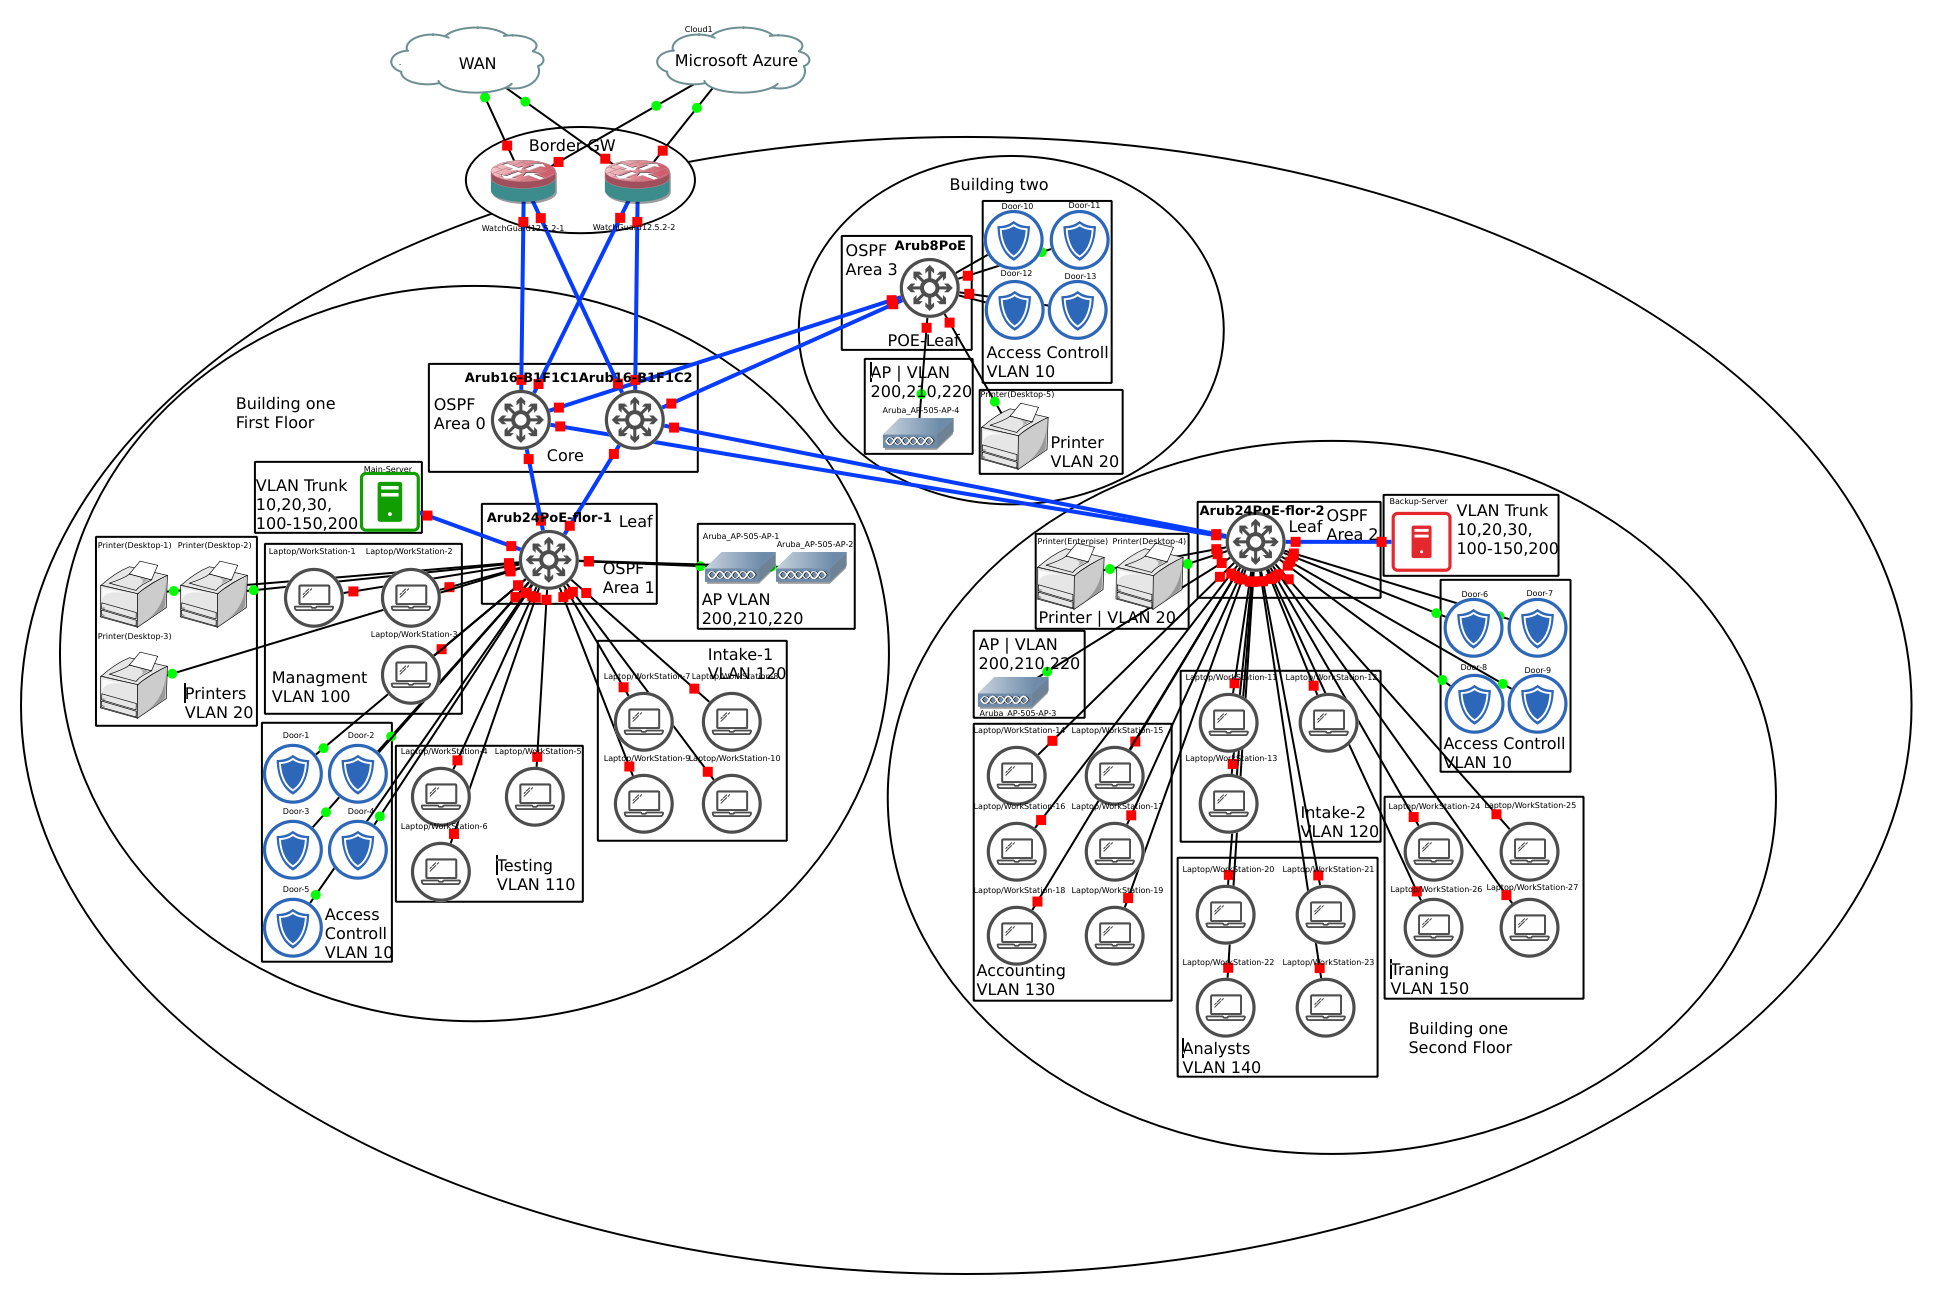 Cloud1
WAN
Microsoft Azure
Border GW
WatchGuard12.5.2-1
WatchGuard12.5.2-2
Building two
OSPF
Area 3
Arub8PoE
POE-Leaf
Door-10
Door-11
Door-12
Door-13
Access Controll
VLAN 10
AP | VLAN
200,210,220
Aruba_AP-505-AP-4
Printer(Desktop-5)
Printer
VLAN 20
Building one
First Floor
Arub16-B1F1C1
Arub16-B1F1C2
OSPF
Area 0
Core
VLAN Trunk
10,20,30,
100-150,200
Main-Server
Arub24PoE-flor-1
Leaf
OSPF
Area 1
Aruba_AP-505-AP-1
Aruba_AP-505-AP-2
AP VLAN
200,210,220
Printer(Desktop-1)
Printer(Desktop-2)
Printer(Desktop-3)
Printers
VLAN 20
Laptop/WorkStation-1
Laptop/WorkStation-2
Laptop/WorkStation-3
Managment
VLAN 100
Door-1
Door-2
Door-3
Door-4
Door-5
Access
Controll
VLAN 10
Laptop/WorkStation-4
Laptop/WorkStation-5
Laptop/WorkStation-6
Testing
VLAN 110
Intake-1
VLAN 120
Laptop/WorkStation-7
Laptop/WorkStation-8
Laptop/WorkStation-9
Laptop/WorkStation-10
Arub24PoE-flor-2
Leaf
OSPF
Area 2
Backup-Server
VLAN Trunk
10,20,30,
100-150,200
Printer(Enterpise)
Printer(Desktop-4)
Printer | VLAN 20
AP | VLAN
200,210,220
Aruba_AP-505-AP-3
Door-6
Door-7
Door-8
Door-9
Access Controll
VLAN 10
Laptop/WorkStation-11
Laptop/WorkStation-12
Laptop/WorkStation-13
Intake-2
VLAN 120
Laptop/WorkStation-14
Laptop/WorkStation-15
Laptop/WorkStation-16
Laptop/WorkStation-17
Laptop/WorkStation-18
Laptop/WorkStation-19
Accounting
VLAN 130
Laptop/WorkStation-20
Laptop/WorkStation-21
Laptop/WorkStation-22
Laptop/WorkStation-23
Analysts
VLAN 140
Laptop/WorkStation-24
Laptop/WorkStation-25
Laptop/WorkStation-26
Laptop/WorkStation-27
Traning
VLAN 150
Building one
Second Floor